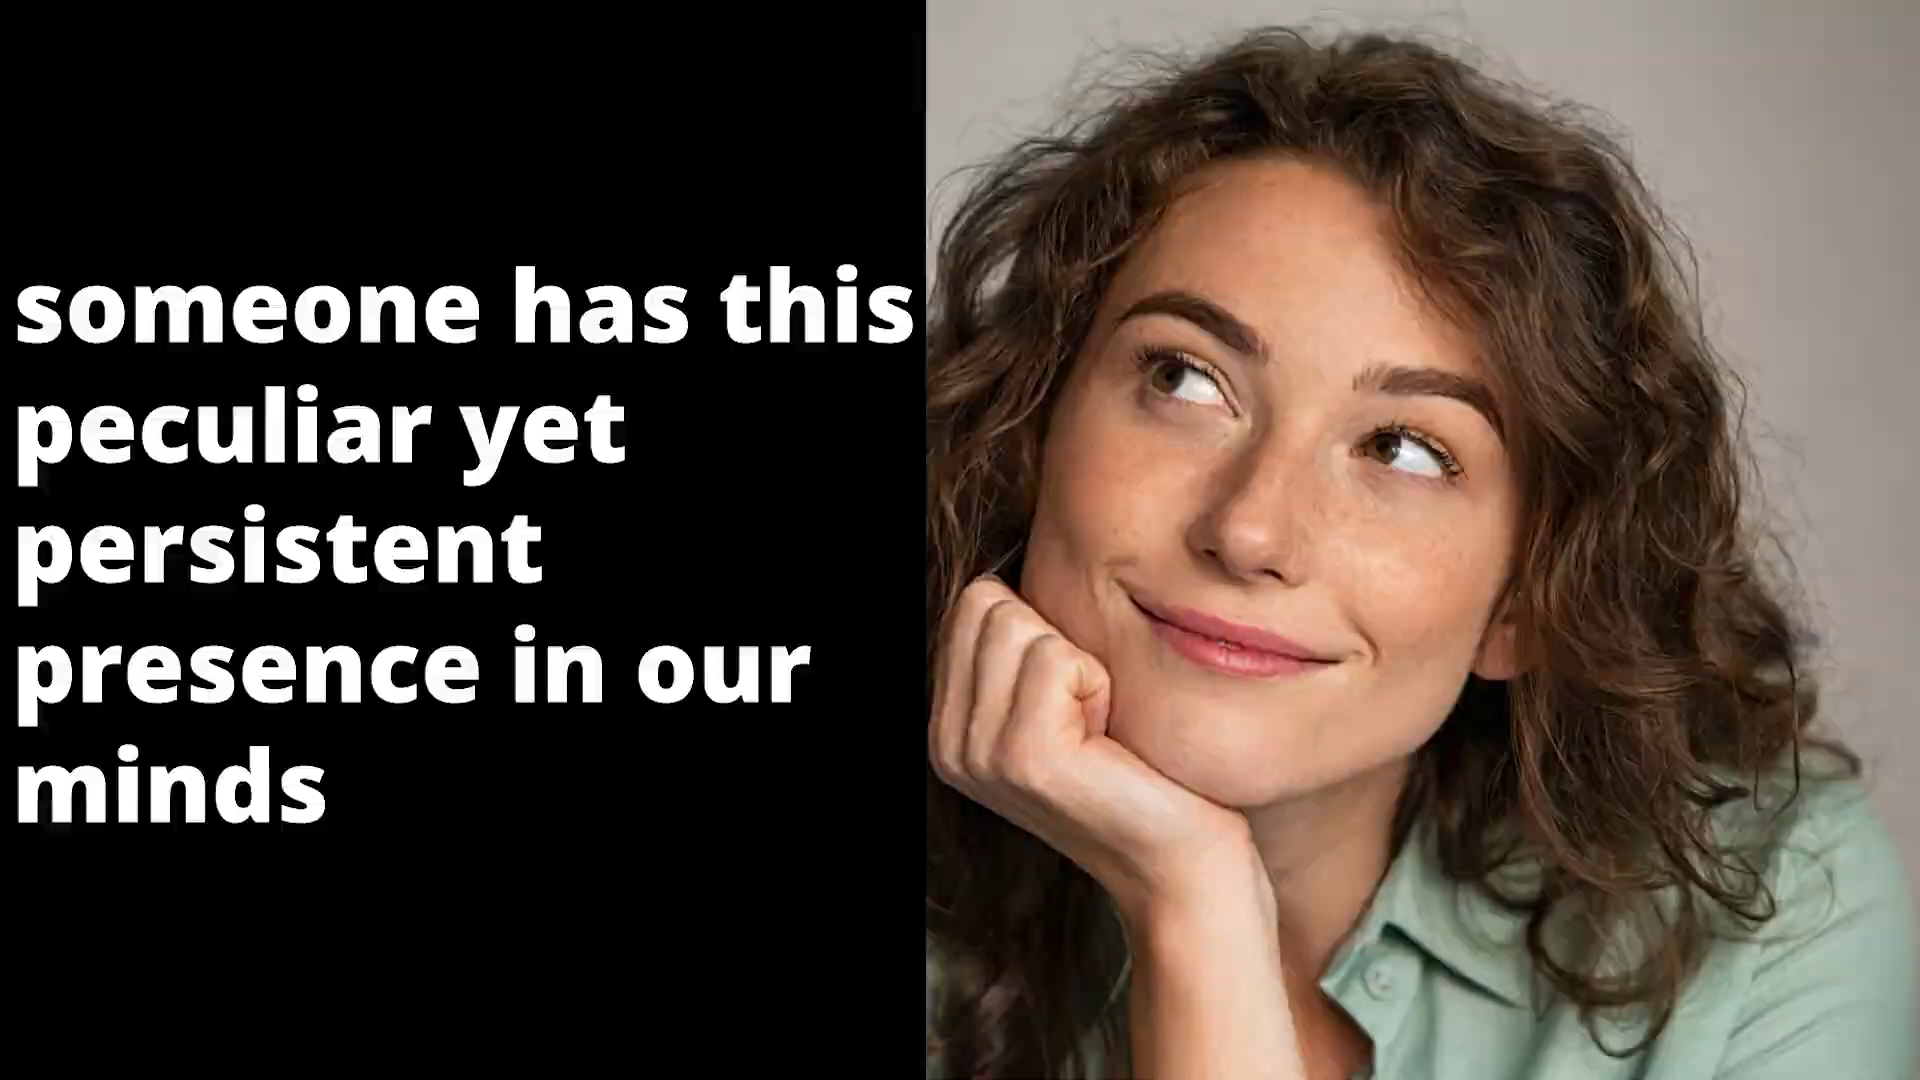 someone has this
peculiar yet
persistent
presence in our
minds